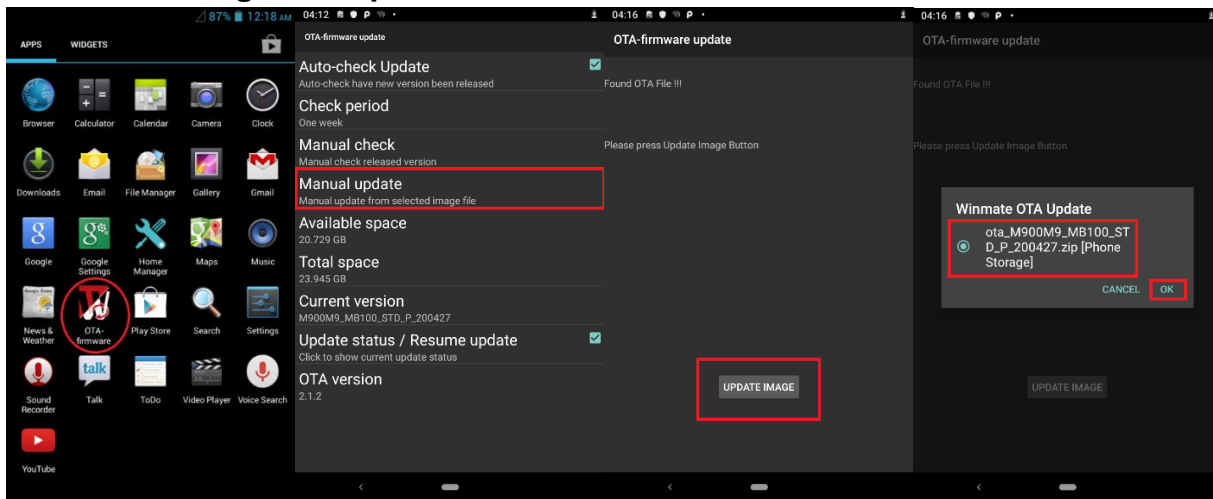 87% 12:18 AM
APPS WIDGETS
Browser Calculator Calendar Camera Clock
Downloads Email File Manager Gallery Gmail
Google Google Settings Home Manager Maps Music
News & Weather OTA-firmware Play Store Search Settings
Sound Recorder Talk ToDo Video Player Voice Search
YouTube
04:12
OTA-firmware update
Auto-check Update
Auto-check have new version been released
Check period
One week
Manual check
Manual check released version
Manual update
Manual update from selected image file
Available space
20.729 GB
Total space
23.945 GB
Current version
M900M9_MB100_STD_P_200427
Update status / Resume update
Click to show current update status
OTA version
2.1.2
04:16
OTA-firmware update
Found OTA File !!!
Please press Update Image Button
UPDATE IMAGE
04:16
OTA-firmware update
Found OTA File !!!
Please press Update Image Button
Winmate OTA Update
ota_M900M9_MB100_ST
D_P_200427.zip [Phone
Storage]
CANCEL OK
UPDATE IMAGE